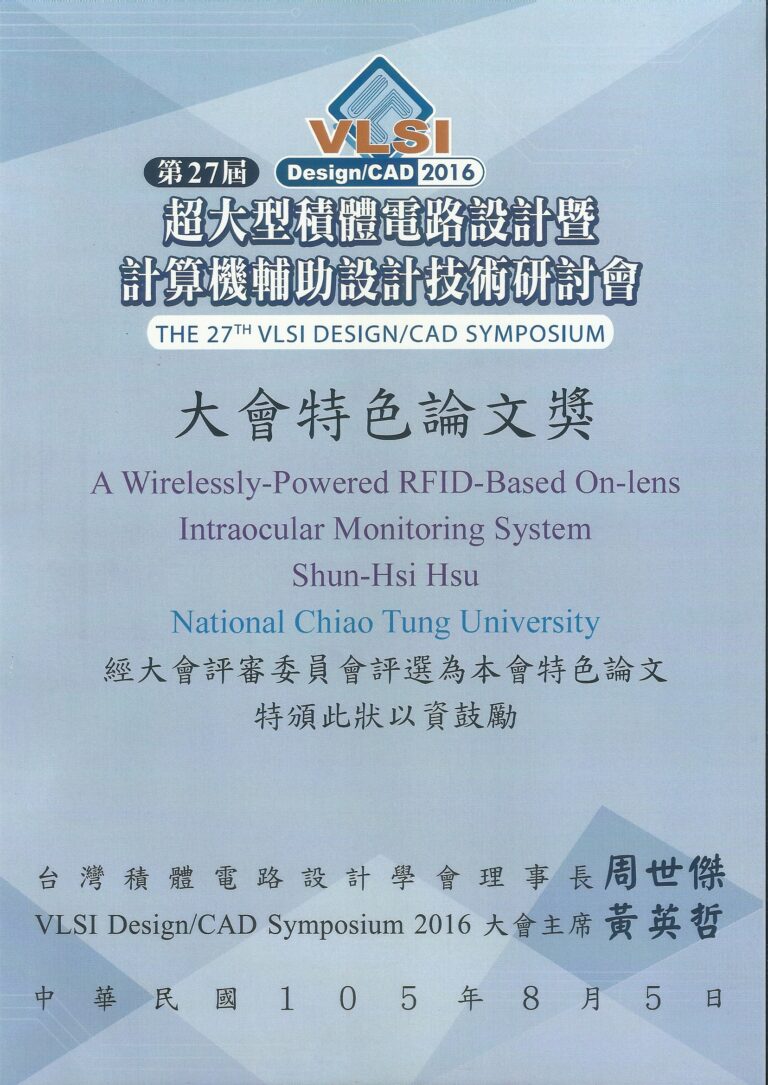 VLSI
第27屆 Design/CAD 2016
超大型積體電路設計暨
計算機輔助設計技術研討會
THE 27TH VLSI DESIGN/CAD SYMPOSIUM
大會特色論文獎
A Wirelessly-Powered RFID-Based On-lens
Intraocular Monitoring System
Shun-Hsi Hsu
National Chiao Tung University
經大會評審委員會評選為本會特色論文
特頒此狀以資鼓勵
台灣積體電路設計學會理事長 周世傑
VLSI Design/CAD Symposium 2016 大會主席 黃英哲
中華民國105年8月5日